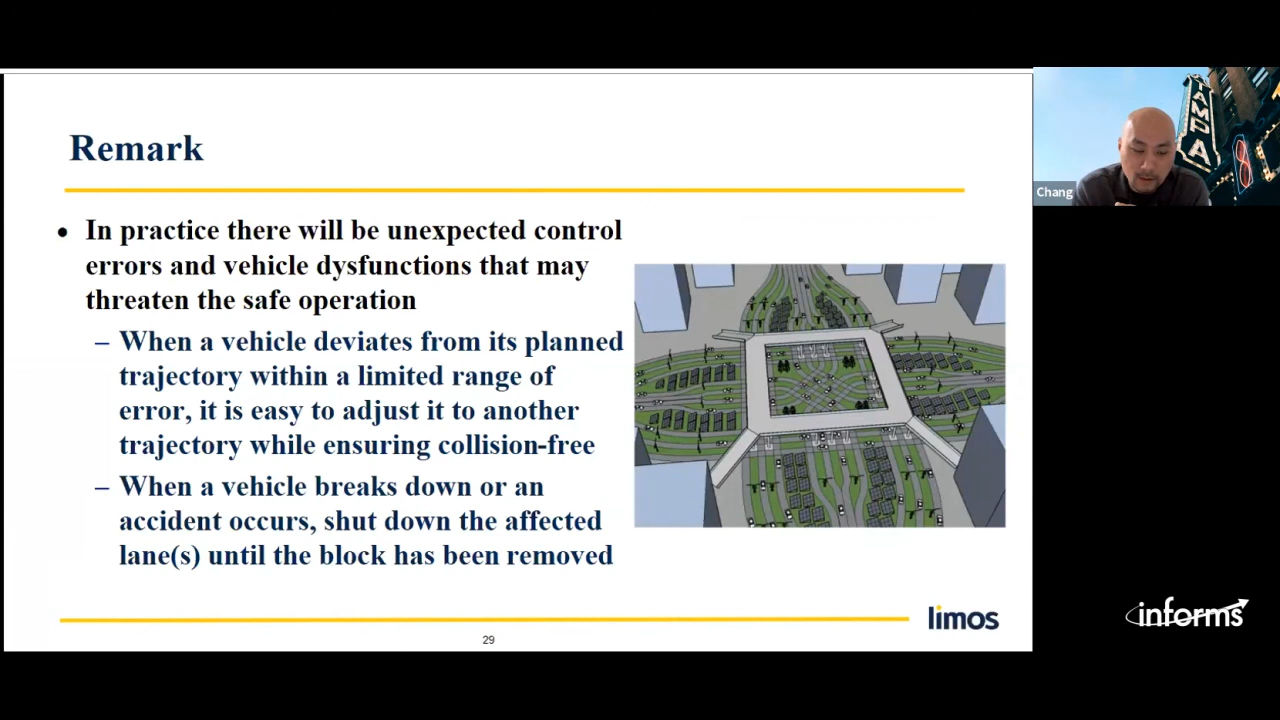 Remark
• In practice there will be unexpected control
errors and vehicle dysfunctions that may
threaten the safe operation
– When a vehicle deviates from its planned
trajectory within a limited range of
error, it is easy to adjust it to another
trajectory while ensuring collision-free
– When a vehicle breaks down or an
accident occurs, shut down the affected
lane(s) until the block has been removed
limos
29
TAMPA
Chang
informs